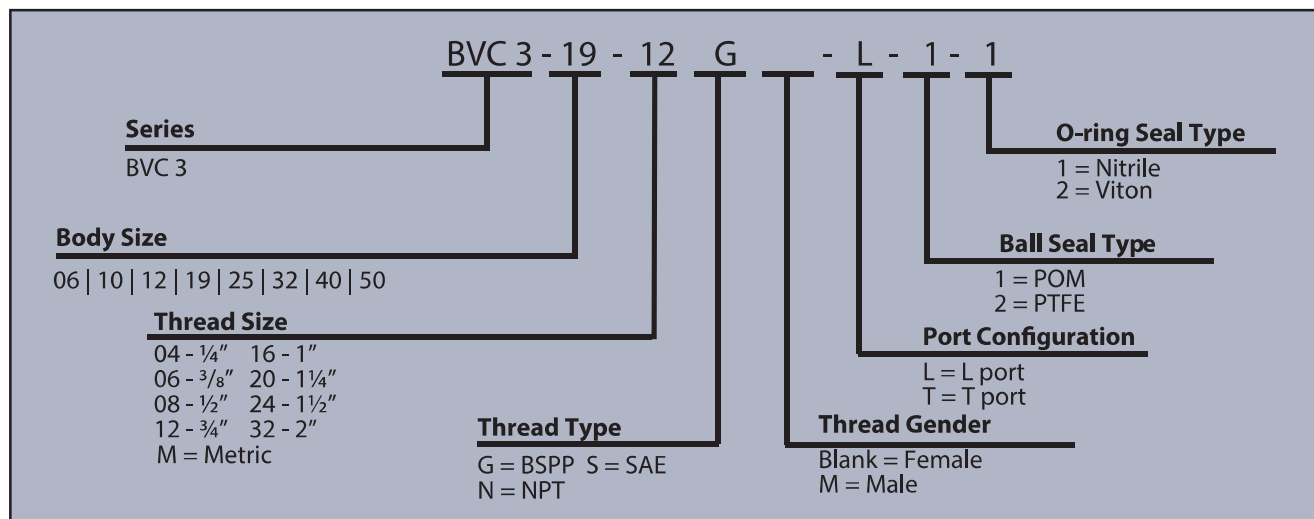 BVC 3 - 19 - 12 G - L - 1 - 1
Series
BVC 3
Body Size
06 | 10 | 12 | 19 | 25 | 32 | 40 | 50
Thread Size
04 - ¼” 16 - 1”
06 - ³/₈” 20 - 1¼”
08 - ½” 24 - 1½”
12 - ¾” 32 - 2”
M = Metric
Thread Type
G = BSPP S = SAE
N = NPT
Thread Gender
Blank = Female
M = Male
Port Configuration
L = L port
T = T port
Ball Seal Type
1 = POM
2 = PTFE
O-ring Seal Type
1 = Nitrile
2 = Viton